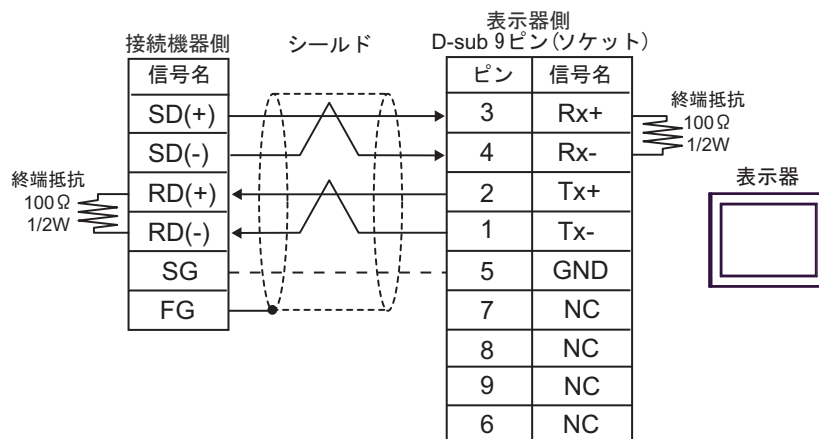 接続機器側
シールド
表示器側
D-sub 9ピン(ソケット)
信号名
ピン 信号名
SD(+) 3 Rx+
SD(-) 4 Rx-
RD(+) 2 Tx+
RD(-) 1 Tx-
SG 5 GND
FG 7 NC
8 NC
9 NC
6 NC
終端抵抗
100Ω
1/2W
終端抵抗
100Ω
1/2W
表示器